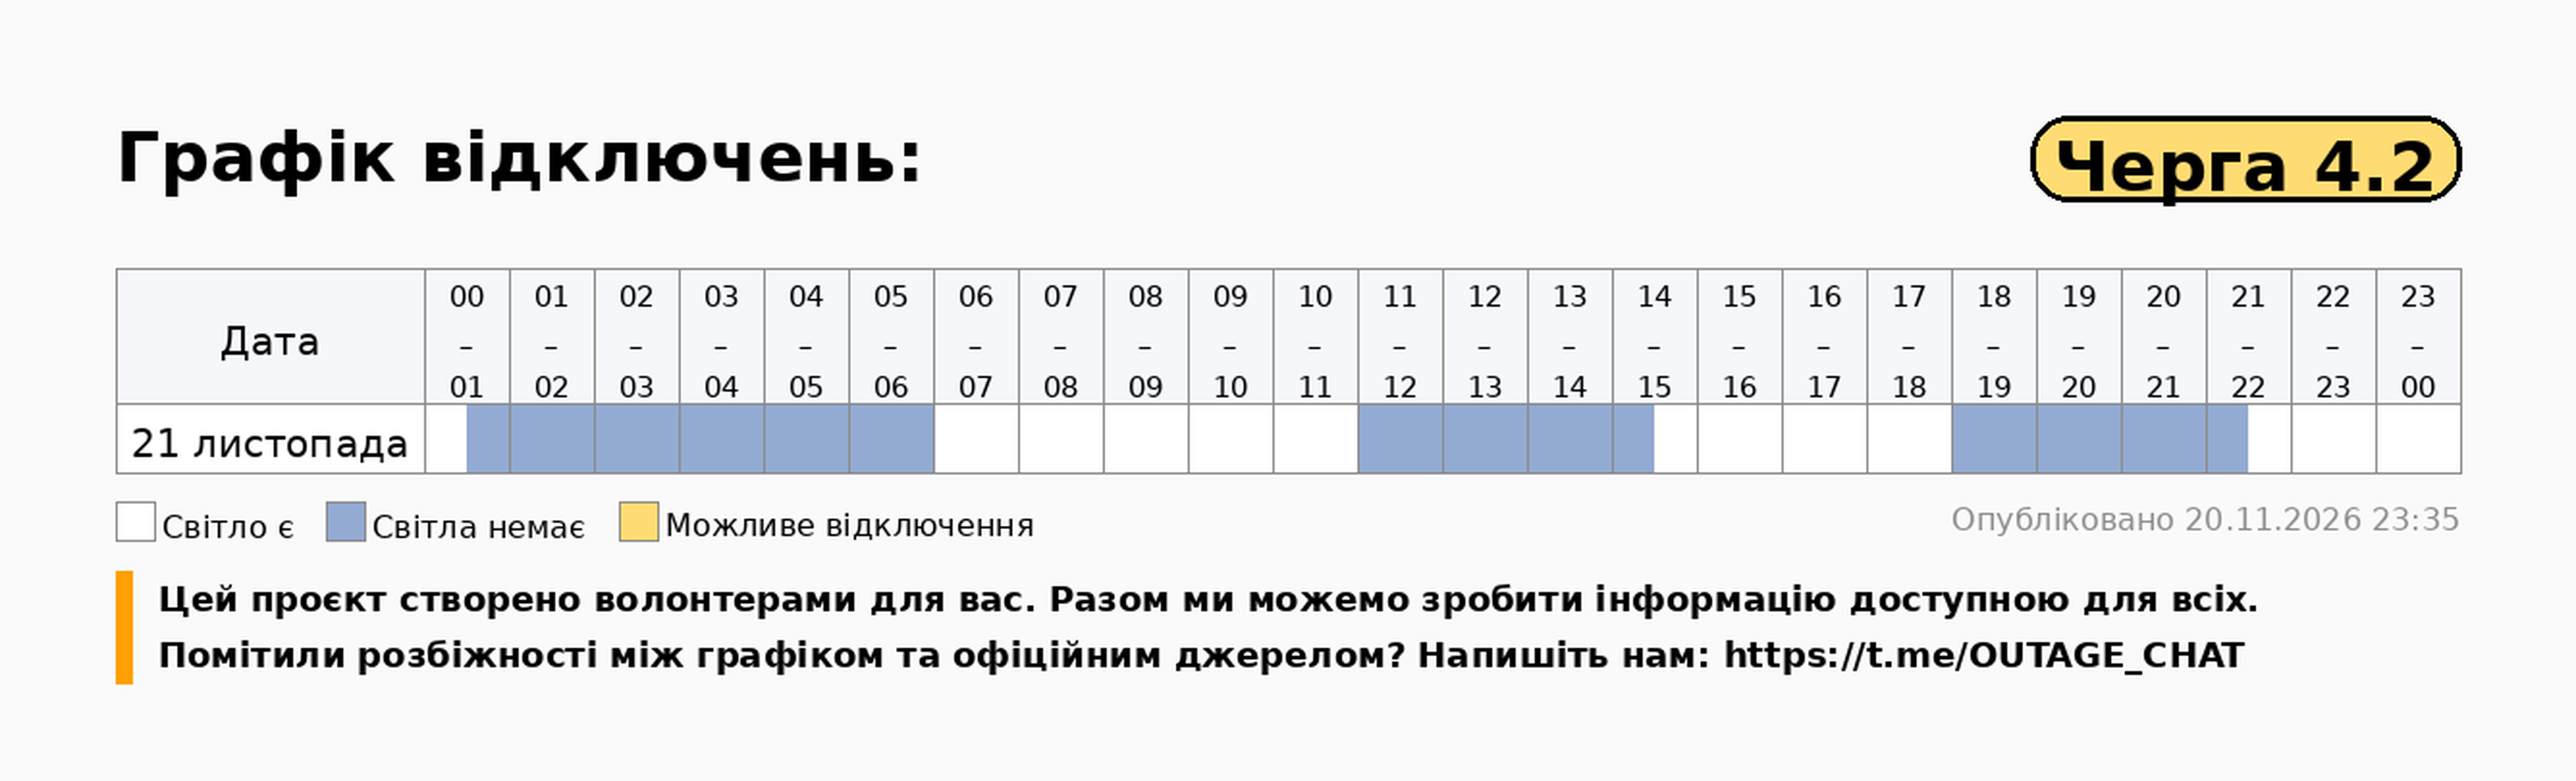 Графік відключень:
Черга 4.2
Дата
00 – 01
01 – 02
02 – 03
03 – 04
04 – 05
05 – 06
06 – 07
07 – 08
08 – 09
09 – 10
10 – 11
11 – 12
12 – 13
13 – 14
14 – 15
15 – 16
16 – 17
17 – 18
18 – 19
19 – 20
20 – 21
21 – 22
22 – 23
23 – 00
21 листопада
Світло є
Світла немає
Можливе відключення
Опубліковано 20.11.2026 23:35
Цей проєкт створено волонтерами для вас. Разом ми можемо зробити інформацію доступною для всіх.
Помітили розбіжності між графіком та офіційним джерелом? Напишіть нам: https://t.me/OUTAGE_CHAT